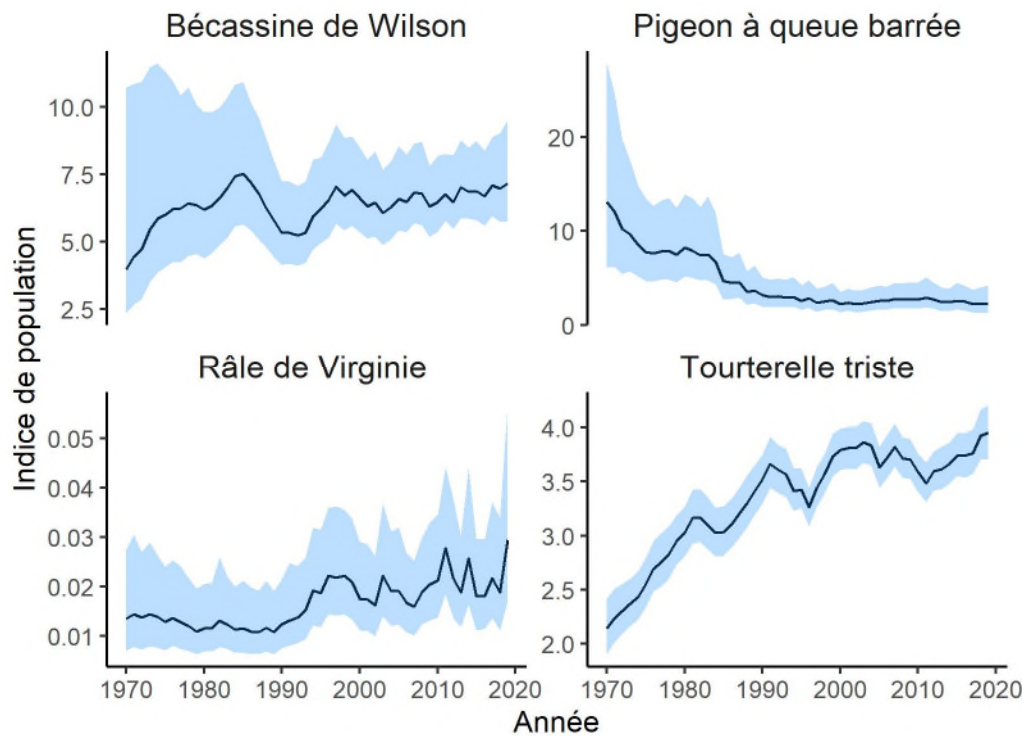 Bécassine de Wilson
Pigeon à queue barrée
10.0
7.5
5.0
2.5
20
10
0
Indice de population
Râle de Virginie
Tourterelle triste
0.05
0.04
0.03
0.02
0.01
4.0
3.5
3.0
2.5
2.0
1970 1980 1990 2000 2010 2020
1970 1980 1990 2000 2010 2020
Année